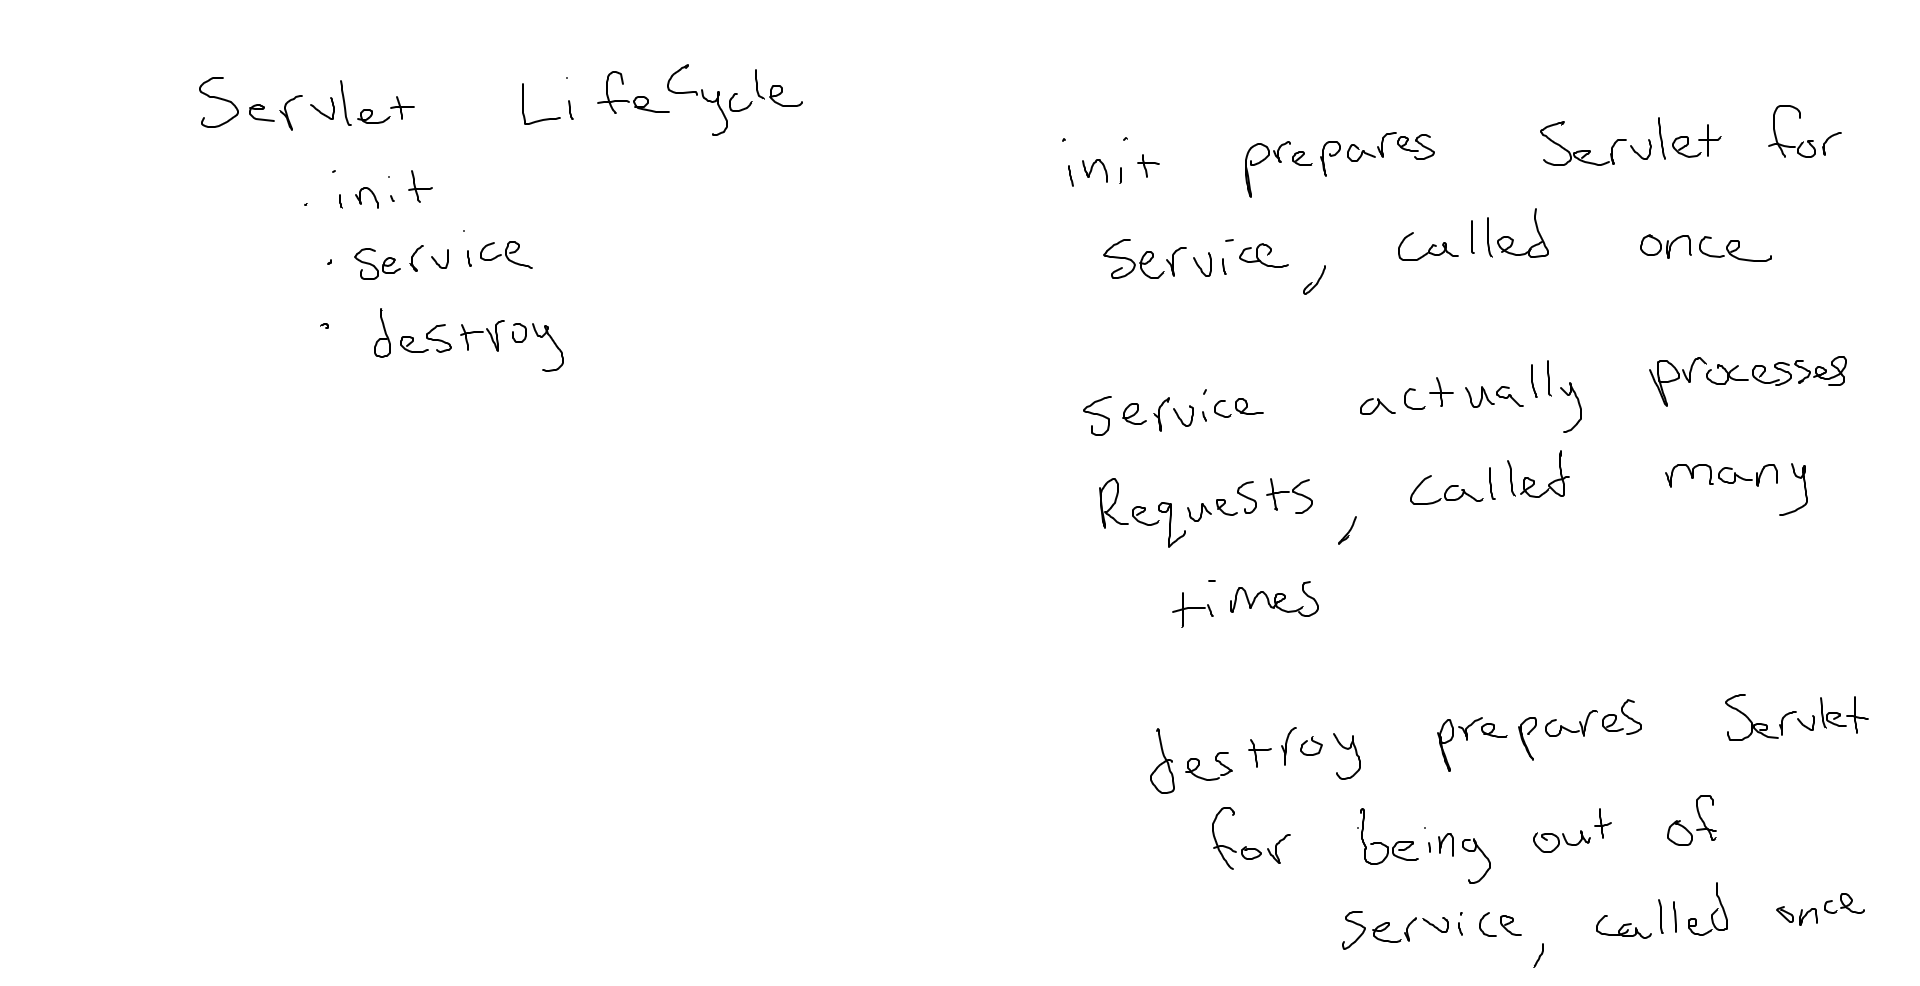 Servlet LifeCycle
· init
· service
· destroy
init prepares Servlet for
service, called once
service actually processes
Requests, called many
times
destroy prepares Servlet
for being out of
service, called once